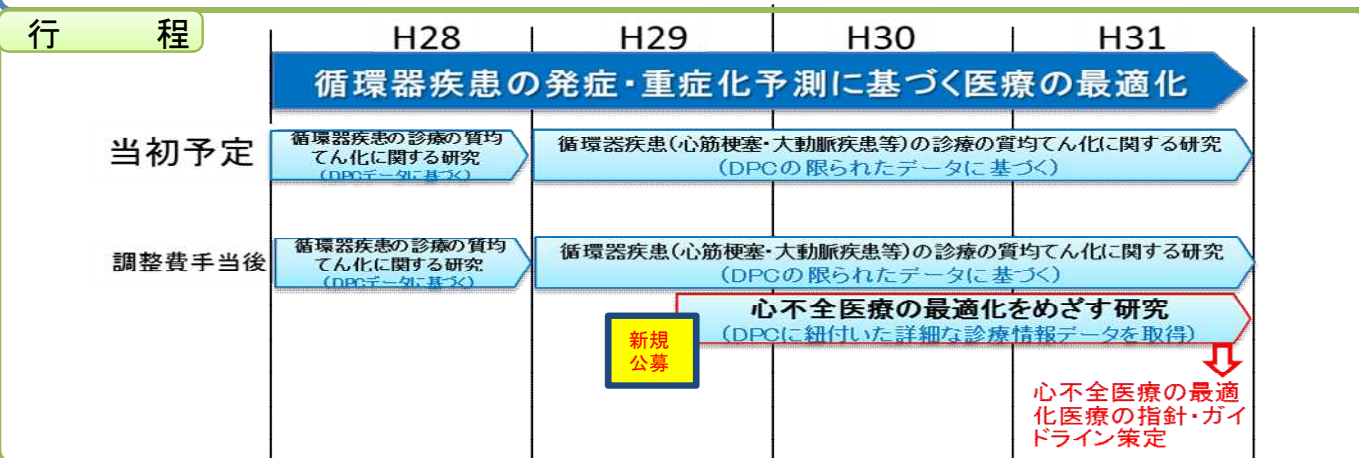 行 程
H28 H29 H30 H31
循環器疾患の発症・重症化予測に基づく医療の最適化
当初予定
循環器疾患の診療の質均
てん化に関する研究
(DPCデータに基づく)
循環器疾患(心筋梗塞・大動脈疾患等)の診療の質均てん化に関する研究
(DPCの限られたデータに基づく)
調整費手当後
循環器疾患の診療の質均
てん化に関する研究
(DPCデータに基づく)
循環器疾患(心筋梗塞・大動脈疾患等)の診療の質均てん化に関する研究
(DPCの限られたデータに基づく)
新規
公募
心不全医療の最適化をめざす研究
(DPCに紐付いた詳細な診療情報データを取得)
心不全医療の最適
化医療の指針・ガイ
ドライン策定